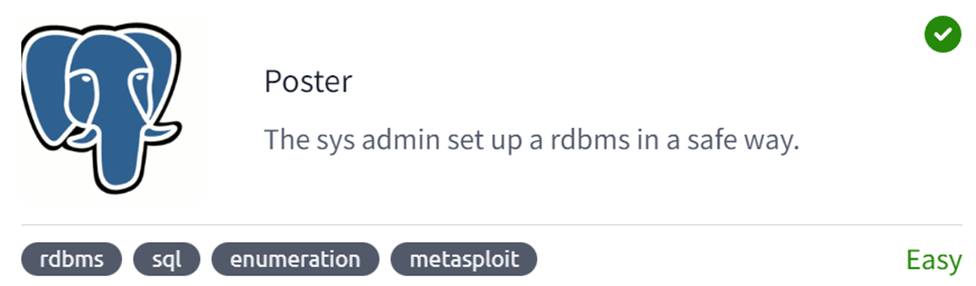 Poster
The sys admin set up a rdbms in a safe way.
rdbms sql enumeration metasploit Easy